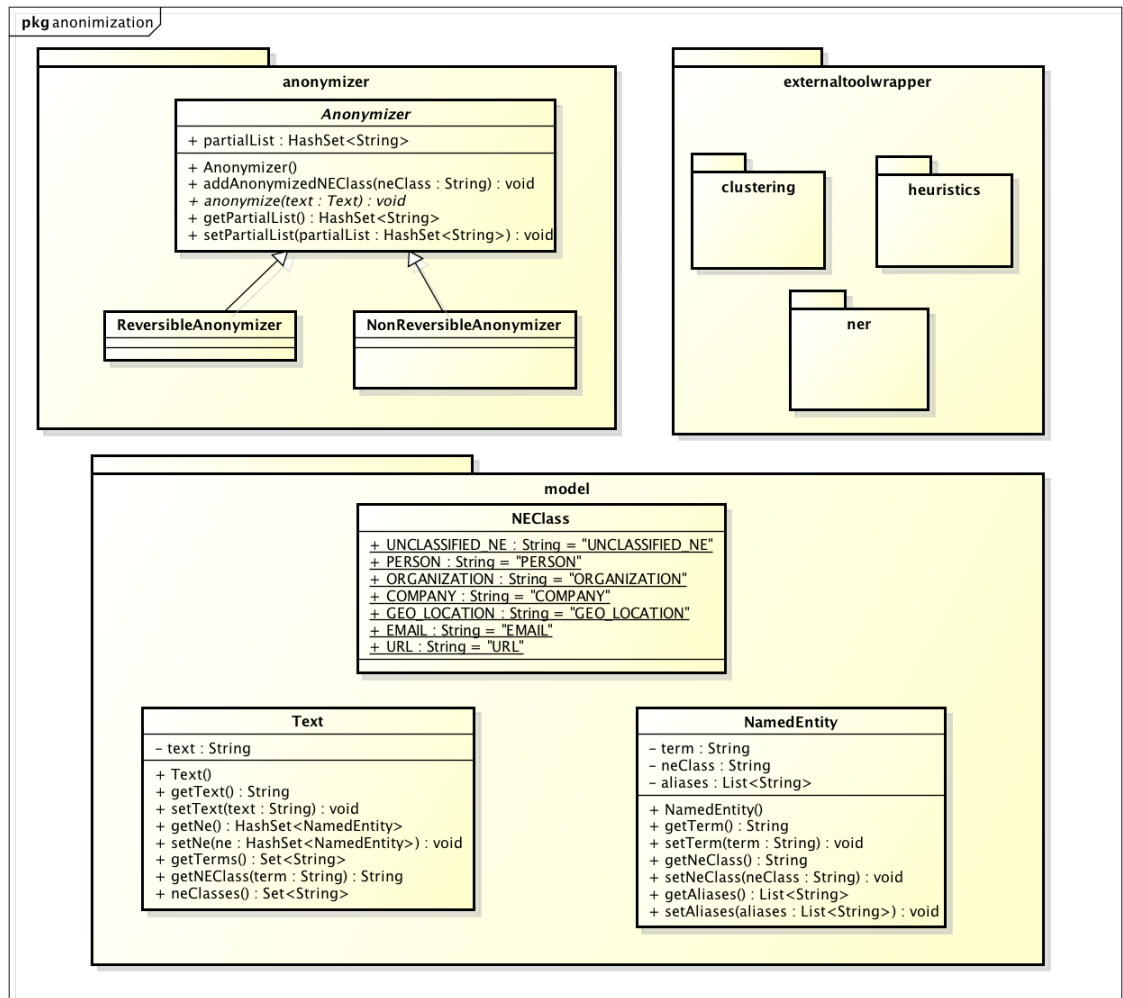 pkg anonimization
anonymizer
Anonymizer
+ partialList : HashSet<String>
+ Anonymizer()
+ addAnonymizedNEClass(neClass : String) : void
+ anonymize(text : Text) : void
+ getPartialList() : HashSet<String>
+ setPartialList(partialList : HashSet<String>) : void
ReversibleAnonymizer
NonReversibleAnonymizer
externaltoolwrapper
clustering
heuristics
ner
model
NEClass
+ UNCLASSIFIED_NE : String = "UNCLASSIFIED_NE"
+ PERSON : String = "PERSON"
+ ORGANIZATION : String = "ORGANIZATION"
+ COMPANY : String = "COMPANY"
+ GEO_LOCATION : String = "GEO_LOCATION"
+ EMAIL : String = "EMAIL"
+ URL : String = "URL"
Text
- text : String
+ Text()
+ getText() : String
+ setText(text : String) : void
+ getNe() : HashSet<NamedEntity>
+ setNe(ne : HashSet<NamedEntity>) : void
+ getTerms() : Set<String>
+ getNEClass(term : String) : String
+ neClasses() : Set<String>
NamedEntity
- term : String
- neClass : String
- aliases : List<String>
+ NamedEntity()
+ getTerm() : String
+ setTerm(term : String) : void
+ getNeClass() : String
+ setNeClass(neClass : String) : void
+ getAliases() : List<String>
+ setAliases(aliases : List<String>) : void